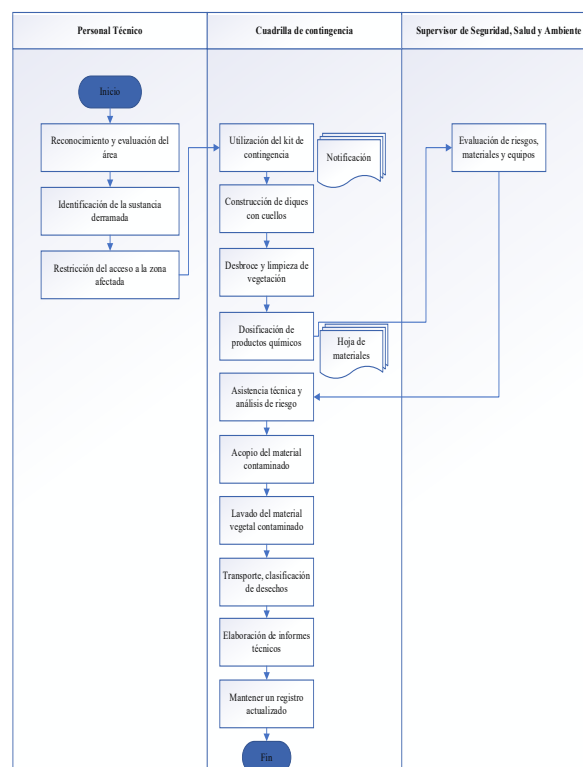 Personal Técnico
Cuadrilla de contingencia
Supervisor de Seguridad, Salud y Ambiente
Inicio
Reconocimiento y evaluación del
área
Identificación de la sustancia
derramada
Restricción del acceso a la zona
afectada
Utilización del kit de
contingencia
Notificación
Construcción de diques
con cuellos
Desbroce y limpieza de
vegetación
Dosificación de
productos químicos
Hoja de
materiales
Evaluación de riesgos,
materiales y equipos
Asistencia técnica y
análisis de riesgo
Acopio del material
contaminado
Lavado del material
vegetal contaminado
Transporte, clasificación
de desechos
Elaboración de informes
técnicos
Mantener un registro
actualizado
Fin